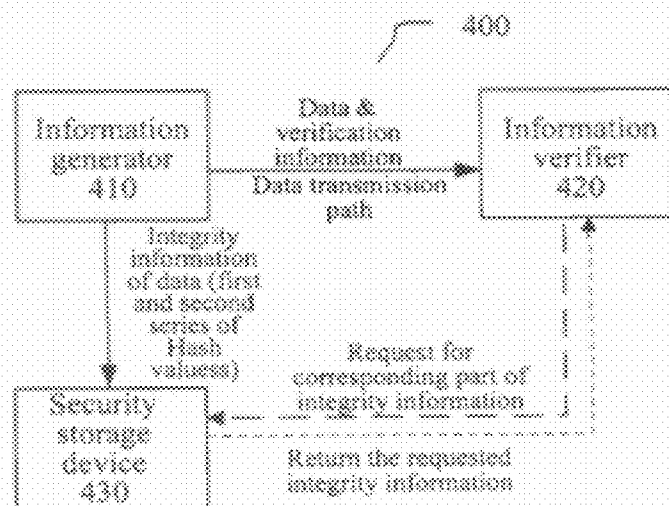 400
Information
generator
410
Data &
verification
information
Data transmission
path
Information
verifier
420
Integrity
information
of data (first
and second
series of
Hash
valuess)
Request for
corresponding part of
integrity information
Security
storage
device
430
Return the requested
integrity information